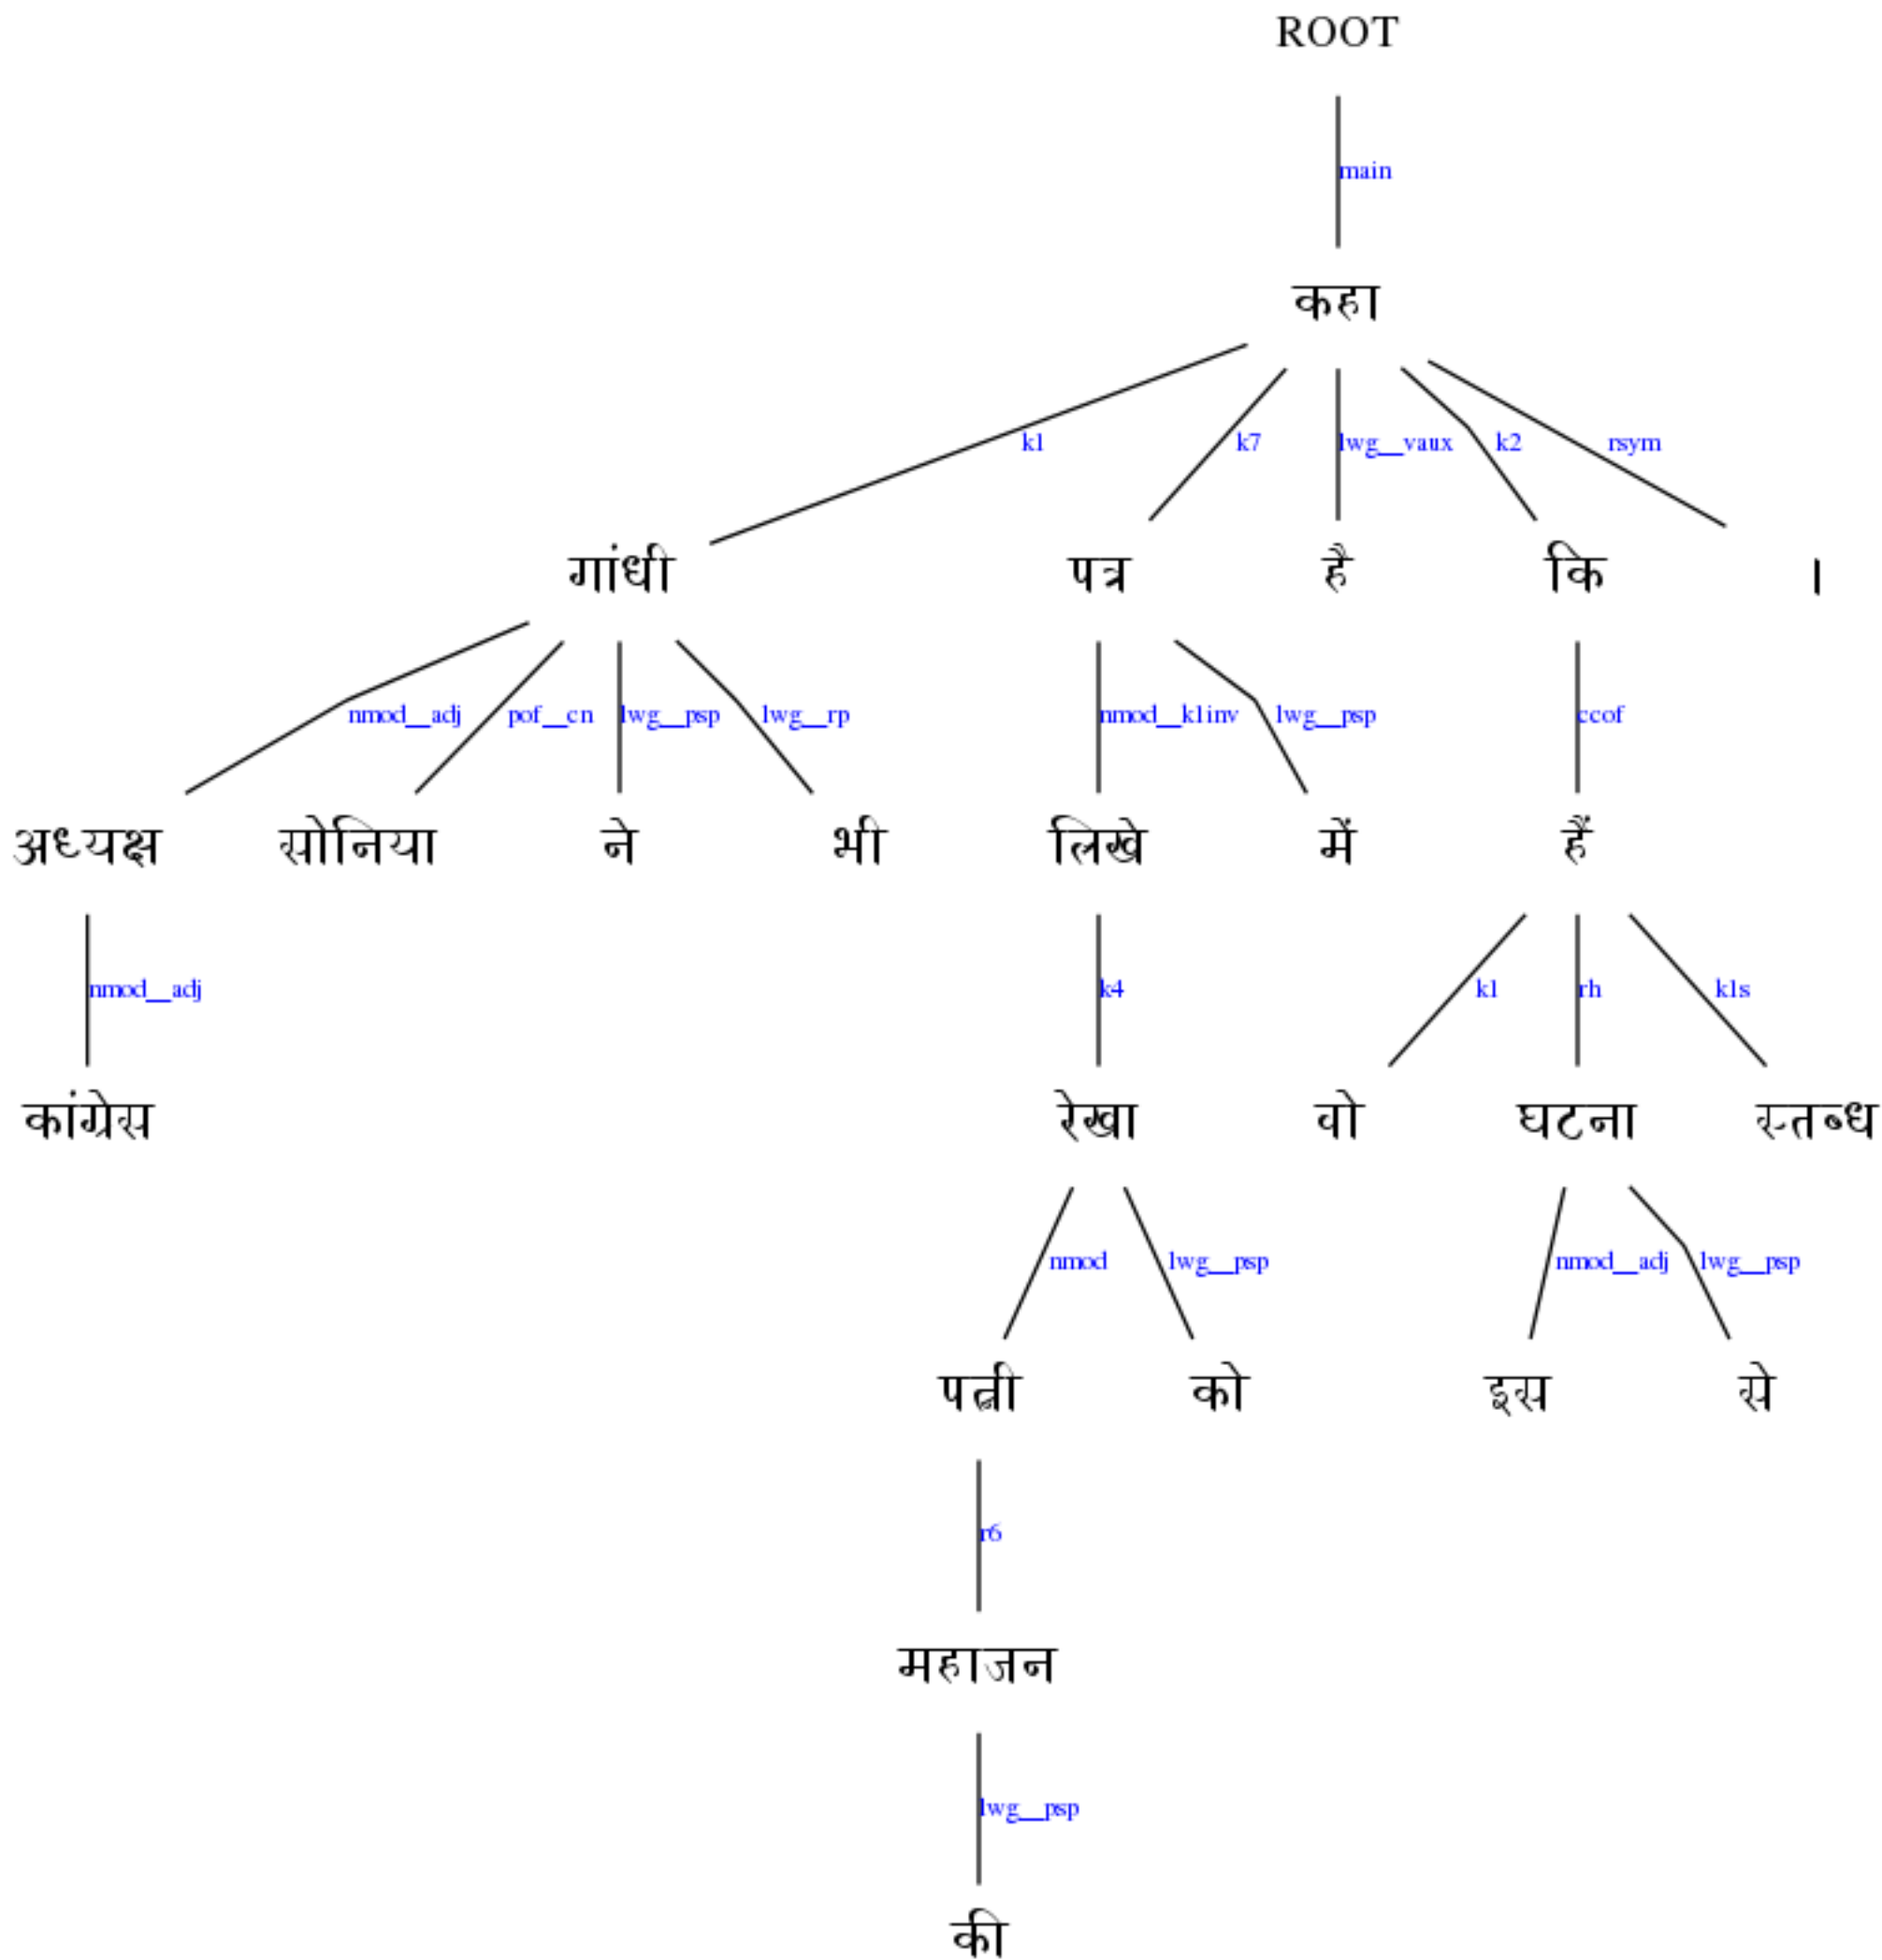 ROOT
main
कहा
k1 k7 lwg__vaux k2 rsym
गांधी पत्र है कि ।
nmod__adj pof__cn lwg__psp lwg__rp nmod__k1inv lwg__psp ccof
अध्यक्ष सोनिया ने भी लिखे में हैं
nmod__adj k4 k1 rh k1s
कांग्रेस रेखा वो घटना स्तब्ध
nmod lwg__psp nmod__adj lwg__psp
पत्नी को इस से
r6
महाजन
lwg__psp
की